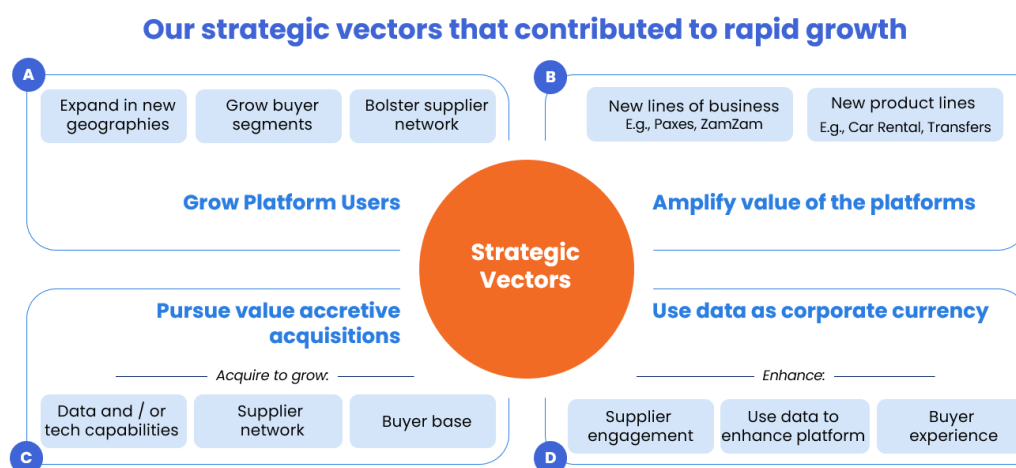 Our strategic vectors that contributed to rapid growth
A
Expand in new
geographies
Grow buyer
segments
Bolster supplier
network
Grow Platform Users
B
New lines of business
E.g., Paxes, ZamZam
New product lines
E.g., Car Rental, Transfers
Amplify value of the platforms
Strategic
Vectors
Pursue value accretive
acquisitions
Acquire to grow:
Data and / or
tech capabilities
Supplier
network
Buyer base
C
Use data as corporate currency
Enhance:
Supplier
engagement
Use data to
enhance platform
Buyer
experience
D